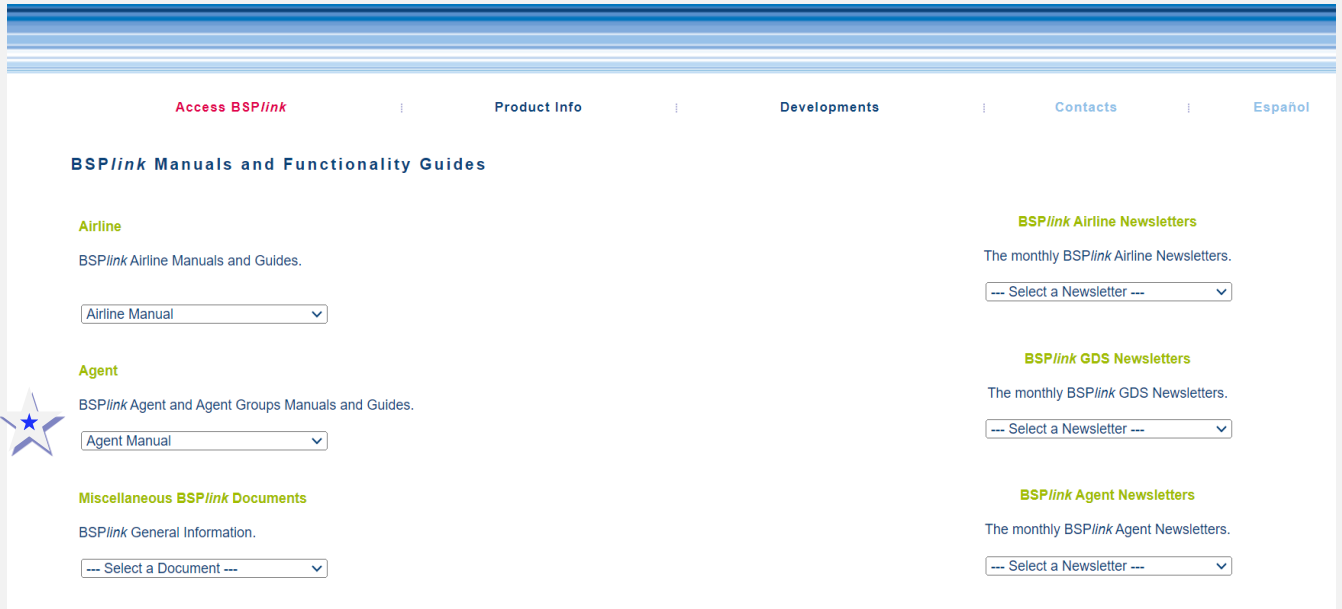 Access BSPlink
Product Info
Developments
Contacts
Español
BSPlink Manuals and Functionality Guides
Airline
BSPlink Airline Manuals and Guides.
Airline Manual
Agent
BSPlink Agent and Agent Groups Manuals and Guides.
Agent Manual
Miscellaneous BSPlink Documents
BSPlink General Information.
--- Select a Document ---
BSPlink Airline Newsletters
The monthly BSPlink Airline Newsletters.
--- Select a Newsletter ---
BSPlink GDS Newsletters
The monthly BSPlink GDS Newsletters.
--- Select a Newsletter ---
BSPlink Agent Newsletters
The monthly BSPlink Agent Newsletters.
--- Select a Newsletter ---